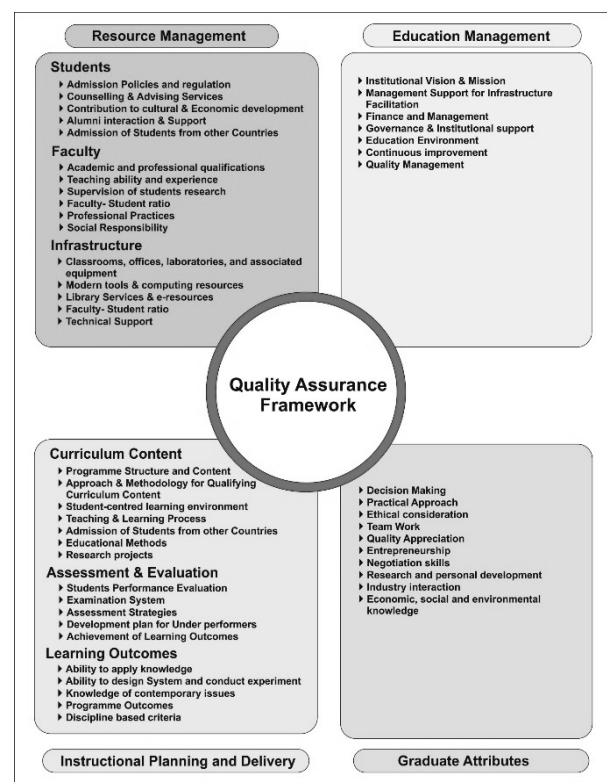 Resource Management
Students
Admission Policies and regulation
Counselling & Advising Services
Contribution to cultural & Economic development
Alumni interaction & Support
Admission of Students from other Countries
Faculty
Academic and professional qualifications
Teaching ability and experience
Supervision of students research
Faculty- Student ratio
Professional Practices
Social Responsibility
Infrastructure
Classrooms, offices, laboratories, and associated
equipment
Modern tools & computing resources
Library Services & e-resources
Faculty- Student ratio
Technical Support
Education Management
Institutional Vision & Mission
Management Support for Infrastructure
Facilitation
Finance and Management
Governance & Institutional support
Education Environment
Continuous improvement
Quality Management
Quality Assurance
Framework
Curriculum Content
Programme Structure and Content
Approach & Methodology for Qualifying
Curriculum Content
Student-centred learning environment
Teaching & Learning Process
Admission of Students from other Countries
Educational Methods
Research projects
Assessment & Evaluation
Students Performance Evaluation
Examination System
Assessment Strategies
Development plan for Under performers
Achievement of Learning Outcomes
Learning Outcomes
Ability to apply knowledge
Ability to design System and conduct experiment
Knowledge of contemporary issues
Programme Outcomes
Discipline based criteria
Instructional Planning and Delivery
Decision Making
Practical Approach
Ethical consideration
Team Work
Quality Appreciation
Entrepreneurship
Negotiation skills
Research and personal development
Industry interaction
Economic, social and environmental
knowledge
Graduate Attributes